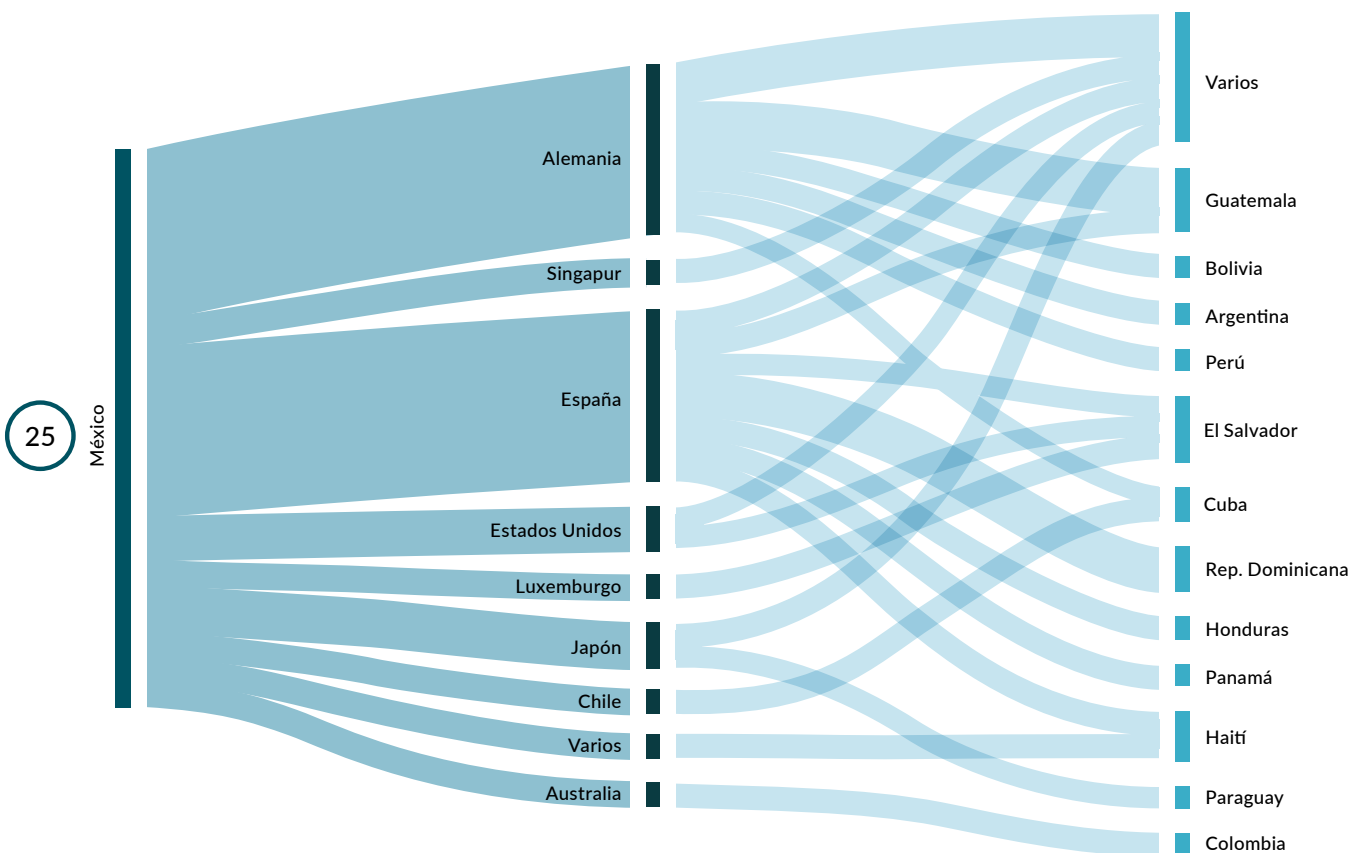 25
México
Alemania
Singapur
España
Estados Unidos
Luxemburgo
Japón
Chile
Varios
Australia
Varios
Guatemala
Bolivia
Argentina
Perú
El Salvador
Cuba
Rep. Dominicana
Honduras
Panamá
Haití
Paraguay
Colombia